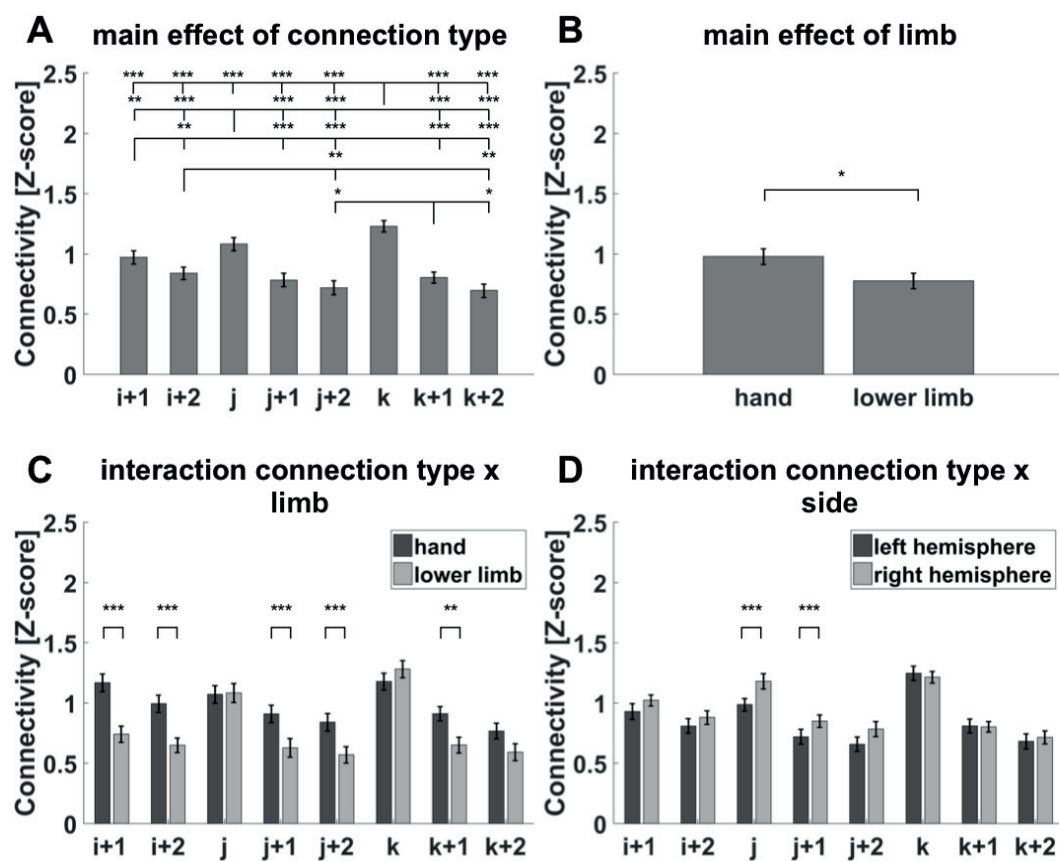 A main effect of connection type
2.5
*** *** *** *** *** *** ***
** *** *** *** *** ***
2
** *** *** *** ***
** **
1.5
* *
1
0.5
0
Connectivity [Z-score]
i+1 i+2 j j+1 j+2 k k+1 k+2
B main effect of limb
2.5
2
1.5
*
1
0.5
0
Connectivity [Z-score]
hand lower limb
C interaction connection type x
limb
2.5
hand
lower limb
2
*** *** *** *** **
1.5
1
0.5
0
Connectivity [Z-score]
i+1 i+2 j j+1 j+2 k k+1 k+2
D interaction connection type x
side
2.5
left hemisphere
right hemisphere
2
*** ***
1.5
1
0.5
0
Connectivity [Z-score]
i+1 i+2 j j+1 j+2 k k+1 k+2